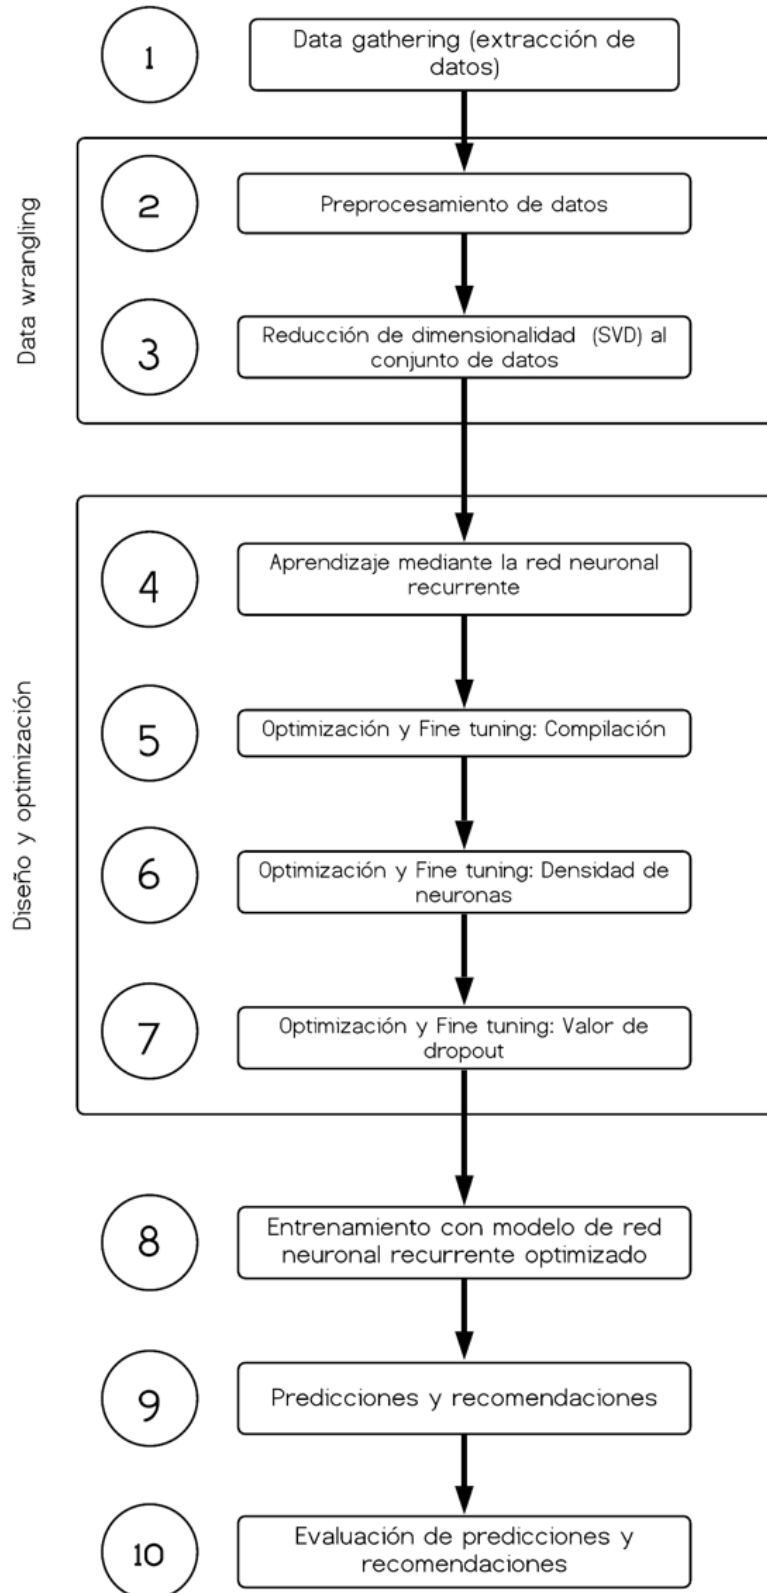 1
Data gathering (extracción de
datos)
Data wrangling
2
Preprocesamiento de datos
3
Reducción de dimensionalidad (SVD) al
conjunto de datos
Diseño y optimización
4
Aprendizaje mediante la red neuronal
recurrente
5
Optimización y Fine tuning: Compilación
6
Optimización y Fine tuning: Densidad de
neuronas
7
Optimización y Fine tuning: Valor de
dropout
8
Entrenamiento con modelo de red
neuronal recurrente optimizado
9
Predicciones y recomendaciones
10
Evaluación de predicciones y
recomendaciones